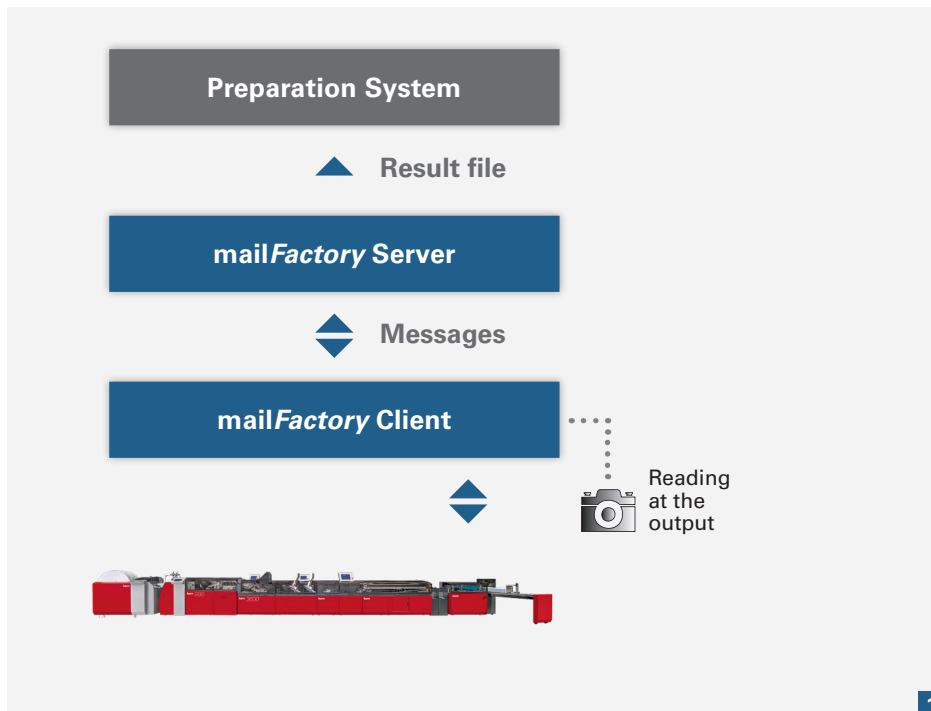 Preparation System
Result file
mailFactory Server
Messages
mailFactory Client
Reading
at the
output